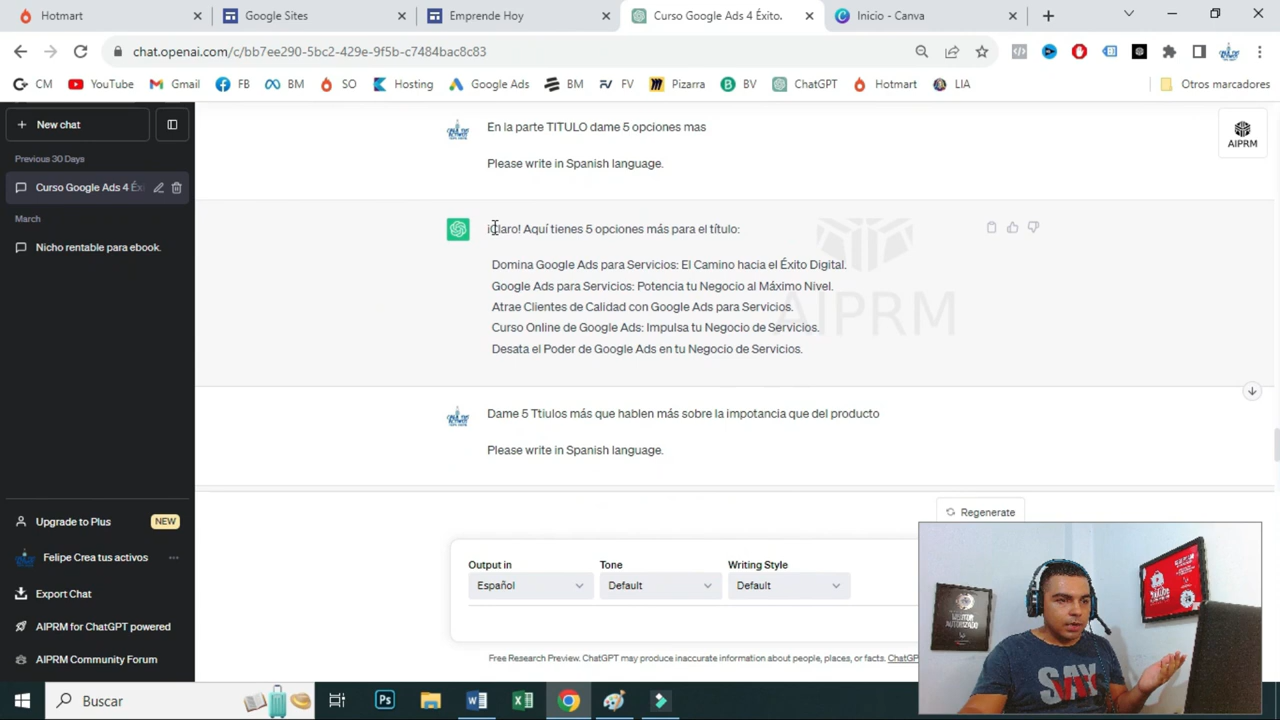 Hotmart
Google Sites
Emprende Hoy
Curso Google Ads 4 Éxito.
Inicio - Canva
chat.openai.com/c/bb7ee290-5bc2-429e-9f5b-c7484bac8c83
CM
YouTube
Gmail
FB
BM
SO
Hosting
Google Ads
BM
FV
Pizarra
BV
ChatGPT
Hotmart
LIA
Otros marcadores
New chat
Previous 30 Days
Curso Google Ads 4 Éxi
March
Nicho rentable para ebook.
Upgrade to Plus
NEW
Felipe Crea tus activos
Export Chat
AIPRM for ChatGPT powered
AIPRM Community Forum
AIPRM
En la parte TITULO dame 5 opciones mas
Please write in Spanish language.
¡Claro! Aquí tienes 5 opciones más para el título:
Domina Google Ads para Servicios: El Camino hacia el Éxito Digital.
Google Ads para Servicios: Potencia tu Negocio al Máximo Nivel.
Atrae Clientes de Calidad con Google Ads para Servicios.
Curso Online de Google Ads: Impulsa tu Negocio de Servicios.
Desata el Poder de Google Ads en tu Negocio de Servicios.
AIPRM
Dame 5 Ttiulos más que hablen más sobre la impotancia que del producto
Please write in Spanish language.
Regenerate
Output in
Tone
Writing Style
Español
Default
Default
Free Research Preview. ChatGPT may produce inaccurate information about people, places, or facts. ChatGP
MENTOR
AUTORIZADO
SAY
Buscar